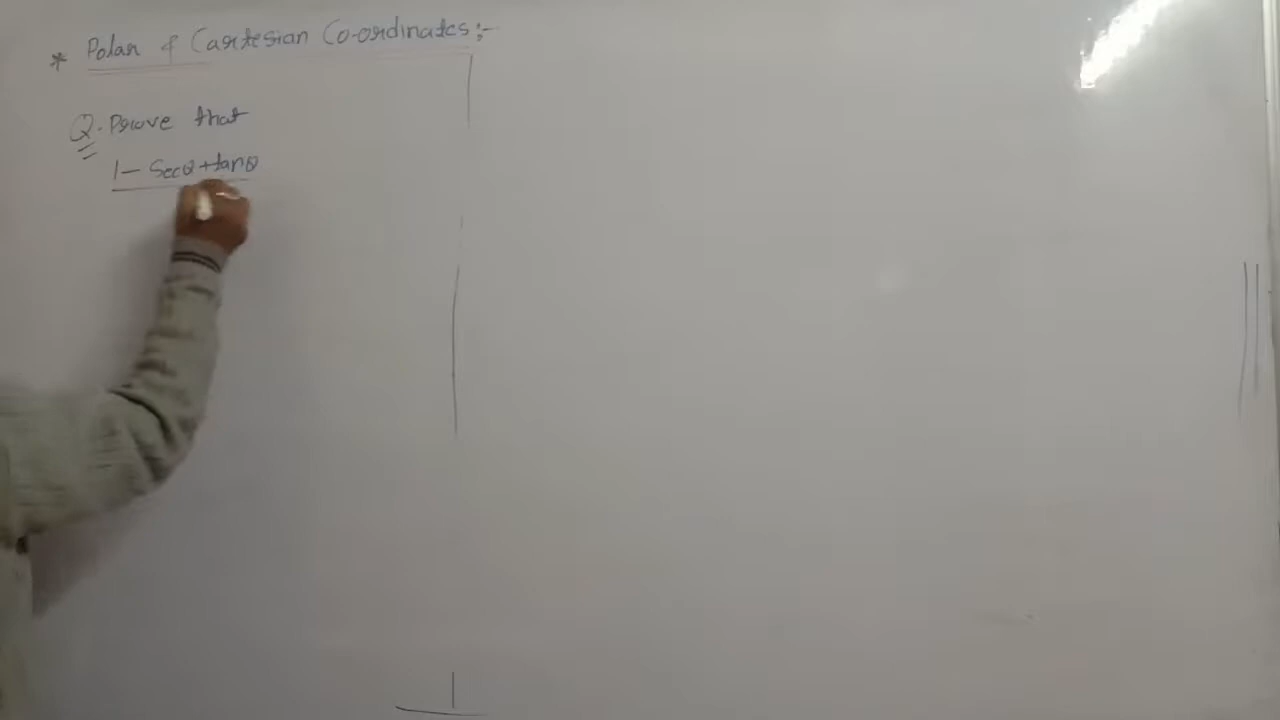 * Polar & Cartesian Co-ordinates:-
Q. Prove that
1 - Secθ + tanθ